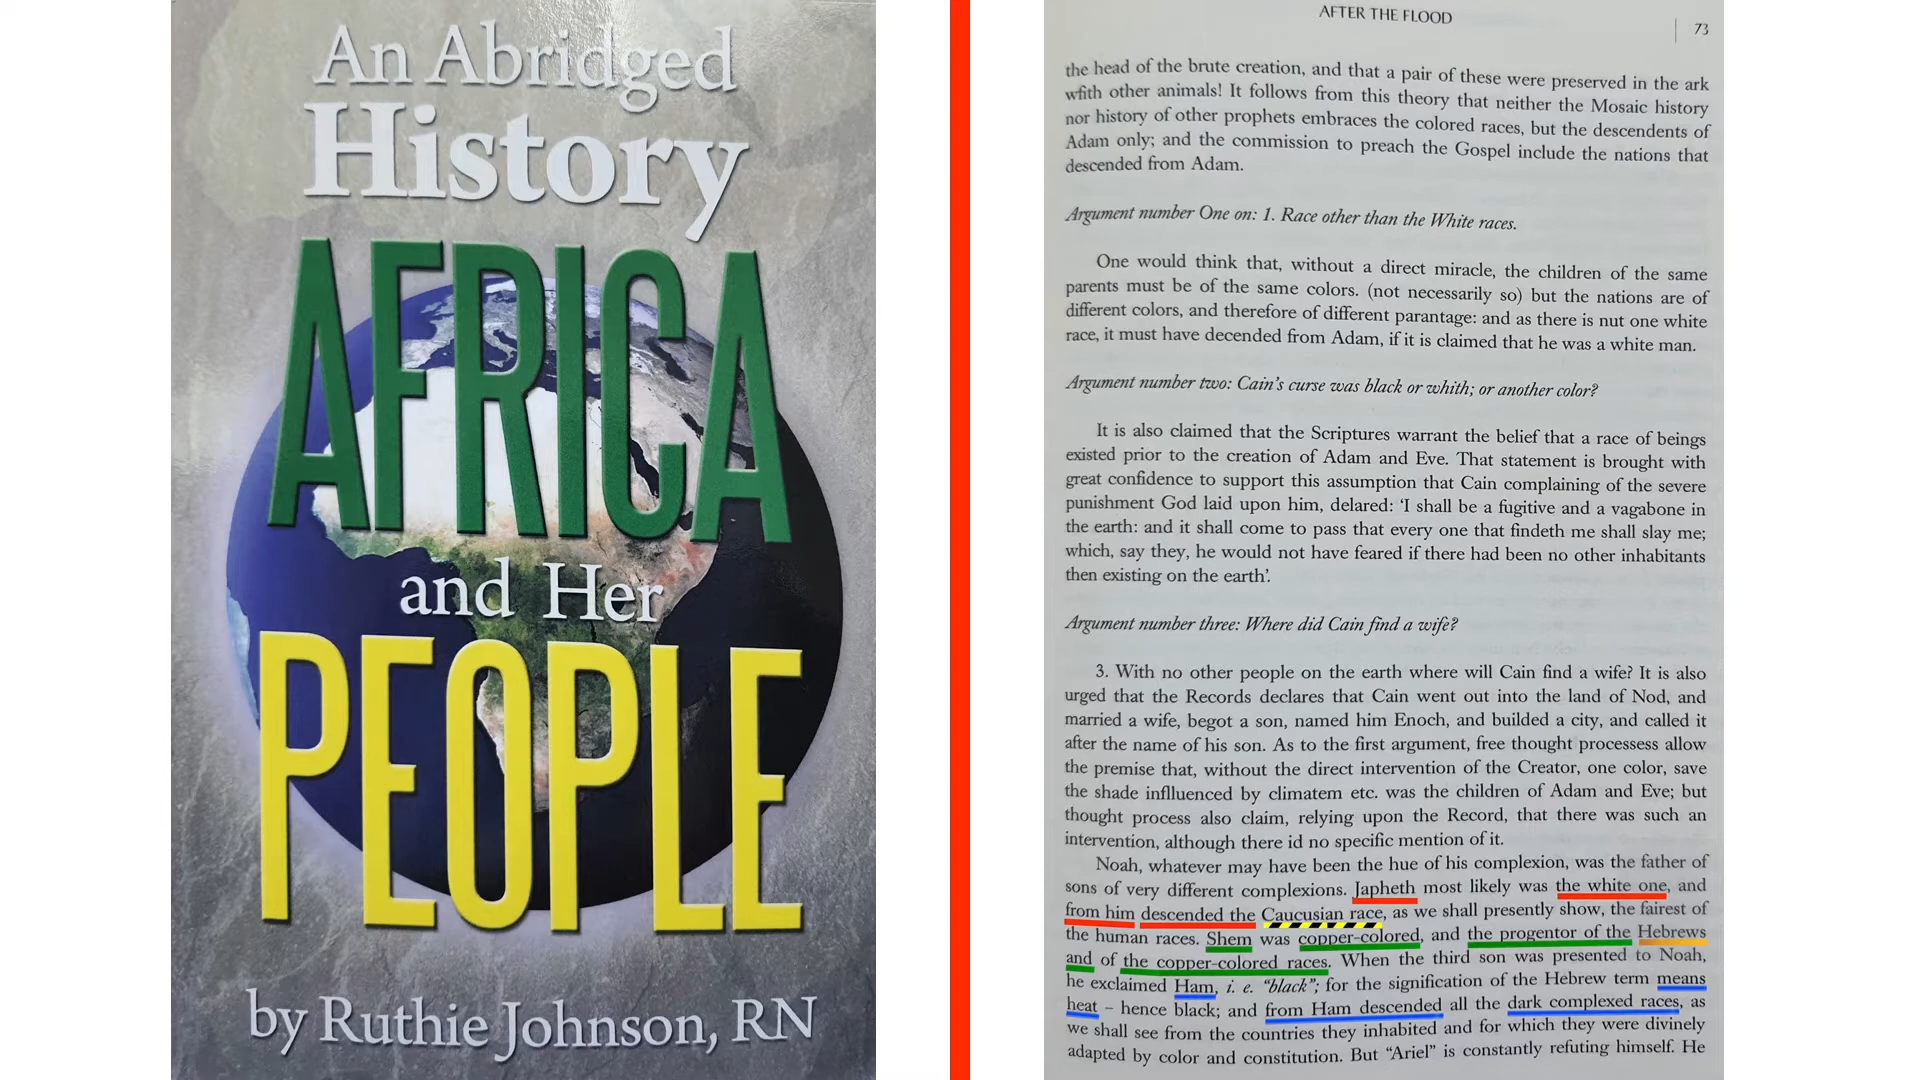 An Abridged
History
AFRICA
and Her
PEOPLE
by Ruthie Johnson, RN
AFTER THE FLOOD
73
the head of the brute creation, and that a pair of these were preserved in the ark
wfith other animals! It follows from this theory that neither the Mosaic history
nor history of other prophets embraces the colored races, but the descendents of
Adam only; and the commission to preach the Gospel include the nations that
descended from Adam.
Argument number One on: 1. Race other than the White races.
One would think that, without a direct miracle, the children of the same
parents must be of the same colors. (not necessarily so) but the nations are of
different colors, and therefore of different parantage: and as there is nut one white
race, it must have decended from Adam, if it is claimed that he was a white man.
Argument number two: Cain's curse was black or whith; or another color?
It is also claimed that the Scriptures warrant the belief that a race of beings
existed prior to the creation of Adam and Eve. That statement is brought with
great confidence to support this assumption that Cain complaining of the severe
punishment God laid upon him, delared: 'I shall be a fugitive and a vagabone in
the earth: and it shall come to pass that every one that findeth me shall slay me;
which, say they, he would not have feared if there had been no other inhabitants
then existing on the earth'.
Argument number three: Where did Cain find a wife?
3. With no other people on the earth where will Cain find a wife? It is also
urged that the Records declares that Cain went out into the land of Nod, and
married a wife, begot a son, named him Enoch, and builded a city, and called it
after the name of his son. As to the first argument, free thought processess allow
the premise that, without the direct intervention of the Creator, one color, save
the shade inflluenced by climatem etc. was the children of Adam and Eve; but
thought process also claim, relying upon the Record, that there was such an
intervention, although there id no specific mention of it.
Noah, whatever may have been the hue of his complexion, was the father of
sons of very different complexions. Japheth most likely was the white one, and
from him descended the Caucusian race, as we shall presently show, the fairest of
the human races. Shem was copper-colored, and the progentor of the Hebrews
and of the copper-colored races. When the third son was presented to Noah,
he exclaimed Ham, i. e. "black"; for the signification of the Hebrew term means
heat – hence black; and from Ham descended all the dark complexed races, as
we shall see from the countries they inhabited and for which they were divinely
adapted by color and constitution. But "Ariel" is constantly refuting himself. He